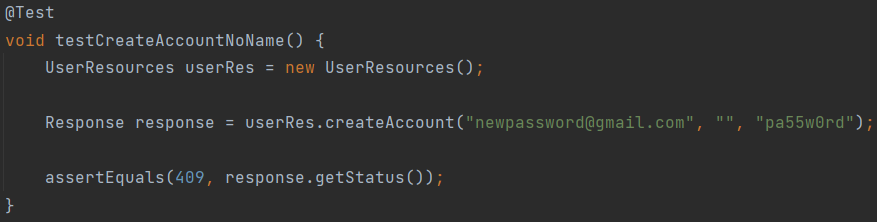 @Test
void testCreateAccountNoName() {
    UserResources userRes = new UserResources();
    Response response = userRes.createAccount("newpassword@gmail.com", "", "pa55w0rd");
    assertEquals(409, response.getStatus());
}